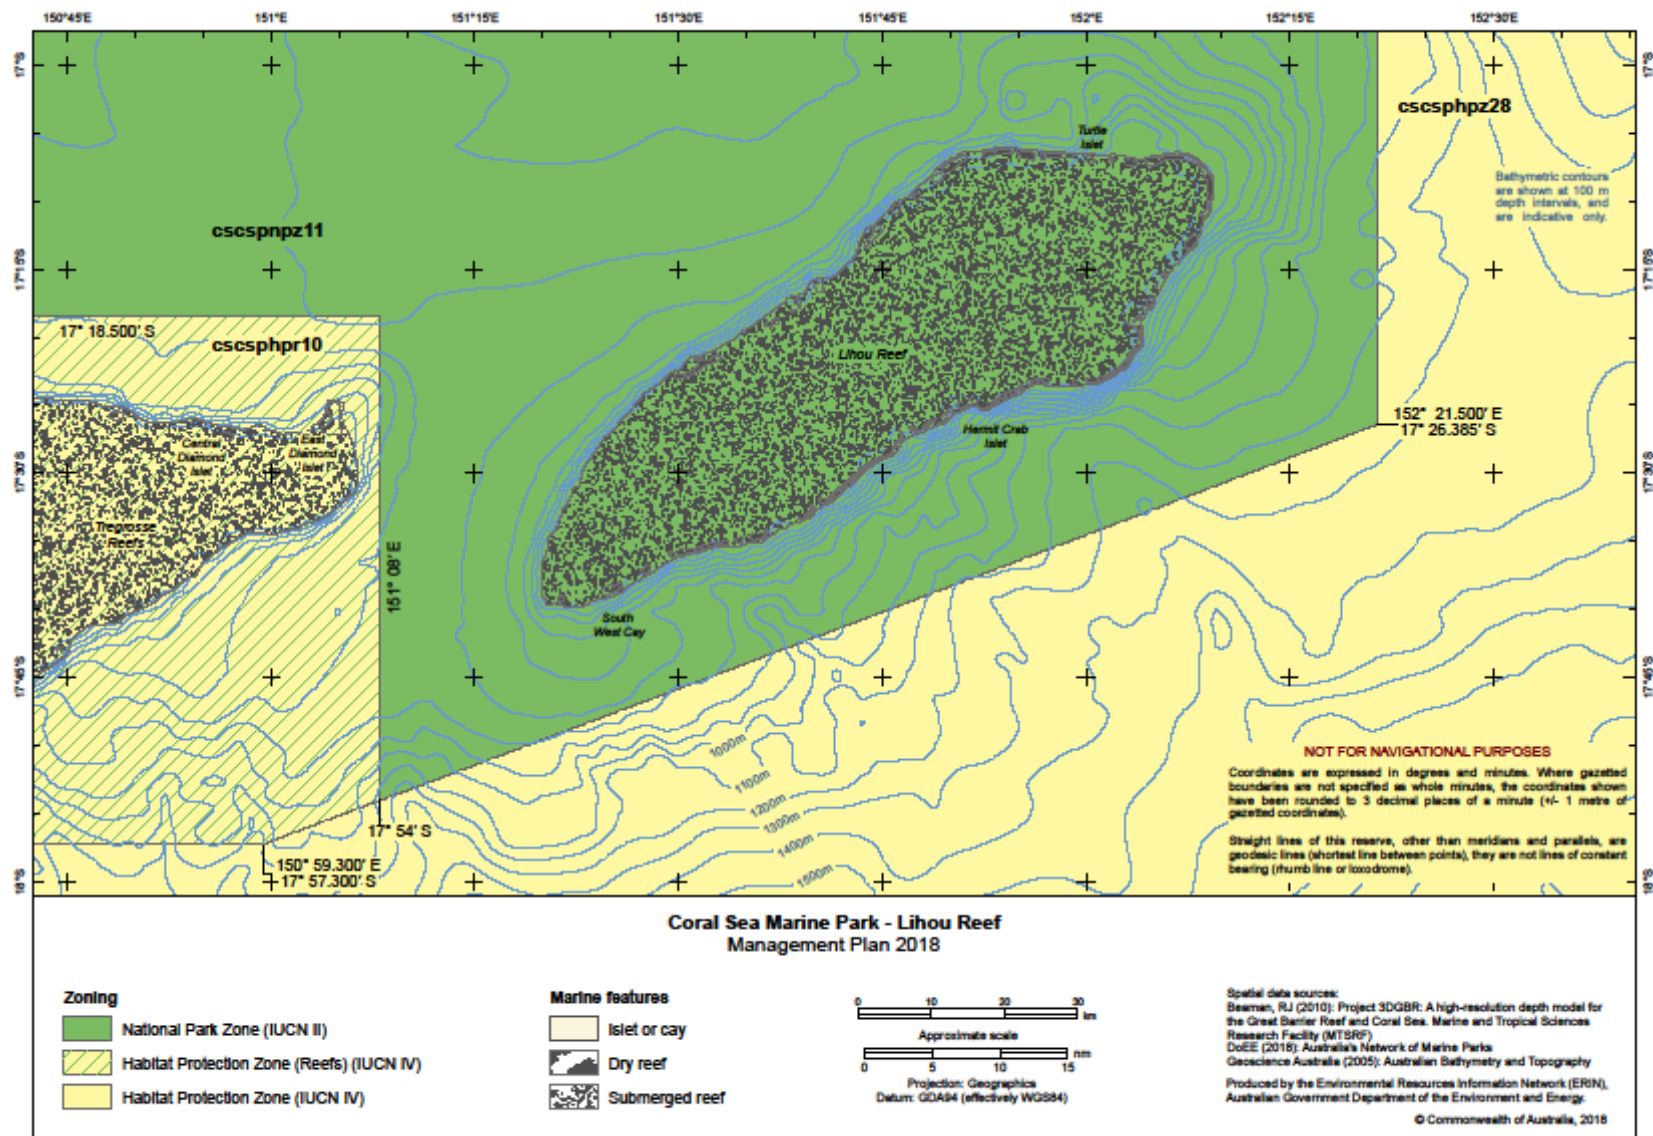 150°45'E 151°E 151°15'E 151°30'E 151°45'E 152°E 152°15'E 152°30'E
17°S 17°S
cscsphpz28
Turtle
Islet
Bathymetric contours
are shown at 100 m
depth intervals, and
are indicative only.
cscspnpz11
17°15'S 17°15'S
17° 18.500' S
cscsphpr10
Lihou Reef
152° 21.500' E
17° 26.385' S
Hermit Crab
Islet
Central
Diamond
Islet
East
Diamond
Islet
17°30'S 17°30'S
Tregrosse
Reefs
151° 08' E
South
West Cay
17°45'S 17°45'S
1000m
1100m
1200m
1300m
1400m
1500m
NOT FOR NAVIGATIONAL PURPOSES
Coordinates are expressed in degrees and minutes. Where gazetted
boundaries are not specified as whole minutes, the coordinates shown
have been rounded to 3 decimal places of a minute (+/- 1 metre of
gazetted coordinates).
Straight lines of this reserve, other than meridians and parallels, are
geodesic lines (shortest line between points), they are not lines of constant
bearing (rhumb line or loxodrome).
17° 54' S
150° 59.300' E
17° 57.300' S
18°S 18°S
Coral Sea Marine Park - Lihou Reef
Management Plan 2018
Zoning
National Park Zone (IUCN II)
Habitat Protection Zone (Reefs) (IUCN IV)
Habitat Protection Zone (IUCN IV)
Marine features
Islet or cay
Dry reef
Submerged reef
0 10 20 30
km
Approximate scale
nm
0 5 10 15
Projection: Geographics
Datum: GDA94 (effectively WGS84)
Spatial data sources:
Beaman, RJ (2010): Project 3DGBR: A high-resolution depth model for
the Great Barrier Reef and Coral Sea. Marine and Tropical Sciences
Research Facility (MTSRF)
DoEE (2018): Australia's Network of Marine Parks
Geoscience Australia (2005): Australian Bathymetry and Topography
Produced by the Environmental Resources Information Network (ERIN),
Australian Government Department of the Environment and Energy.
© Commonwealth of Australia, 2018